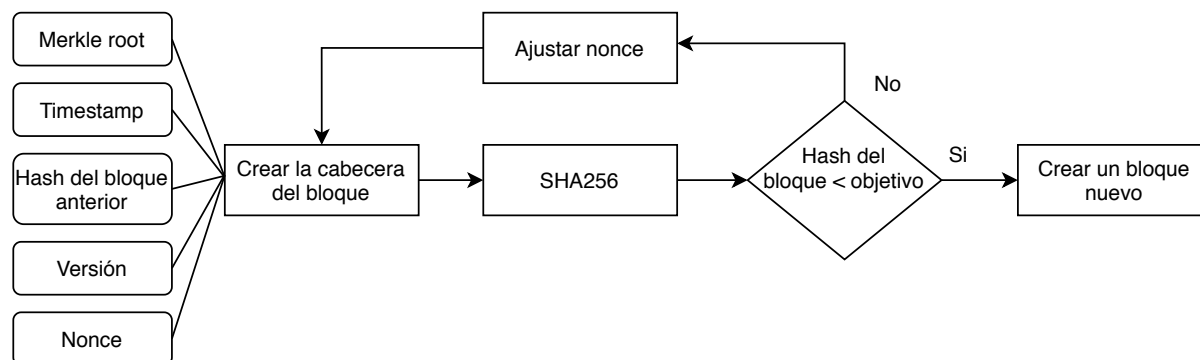 Merkle root
Timestamp
Hash del bloque
anterior
Versión
Nonce
Crear la cabecera
del bloque
Ajustar nonce
SHA256
Hash del
bloque < objetivo
No
Si
Crear un bloque
nuevo